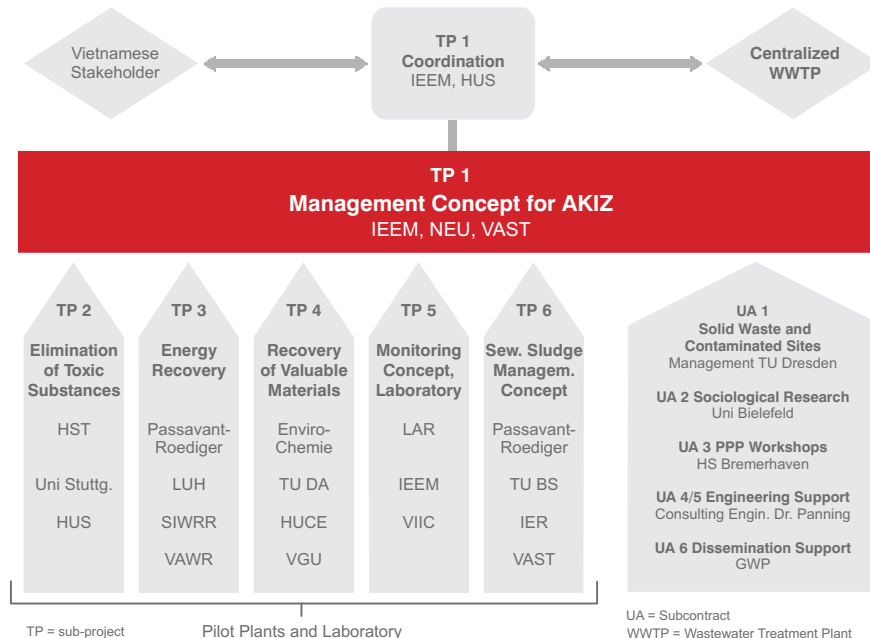 Vietnamese
Stakeholder
TP 1
Coordination
IEEM, HUS
Centralized
WWTP
TP 1
Management Concept for AKIZ
IEEM, NEU, VAST
TP 2
Elimination
of Toxic
Substances
HST
Uni Stuttg.
HUS
TP 3
Energy
Recovery
Passavant-
Roediger
LUH
SIWRR
VAWR
TP 4
Recovery
of Valuable
Materials
Enviro-
Chemie
TU DA
HUCE
VGU
TP 5
Monitoring
Concept,
Laboratory
LAR
IEEM
VIIC
TP 6
Sew. Sludge
Managem.
Concept
Passavant-
Roediger
TU BS
IER
VAST
UA 1
Solid Waste and
Contaminated Sites
Management TU Dresden
UA 2 Sociological Research
Uni Bielefeld
UA 3 PPP Workshops
HS Bremerhaven
UA 4/5 Engineering Support
Consulting Engin. Dr. Panning
UA 6 Dissemination Support
GWP
TP = sub-project
Pilot Plants and Laboratory
UA = Subcontract
WWTP = Wastewater Treatment Plant